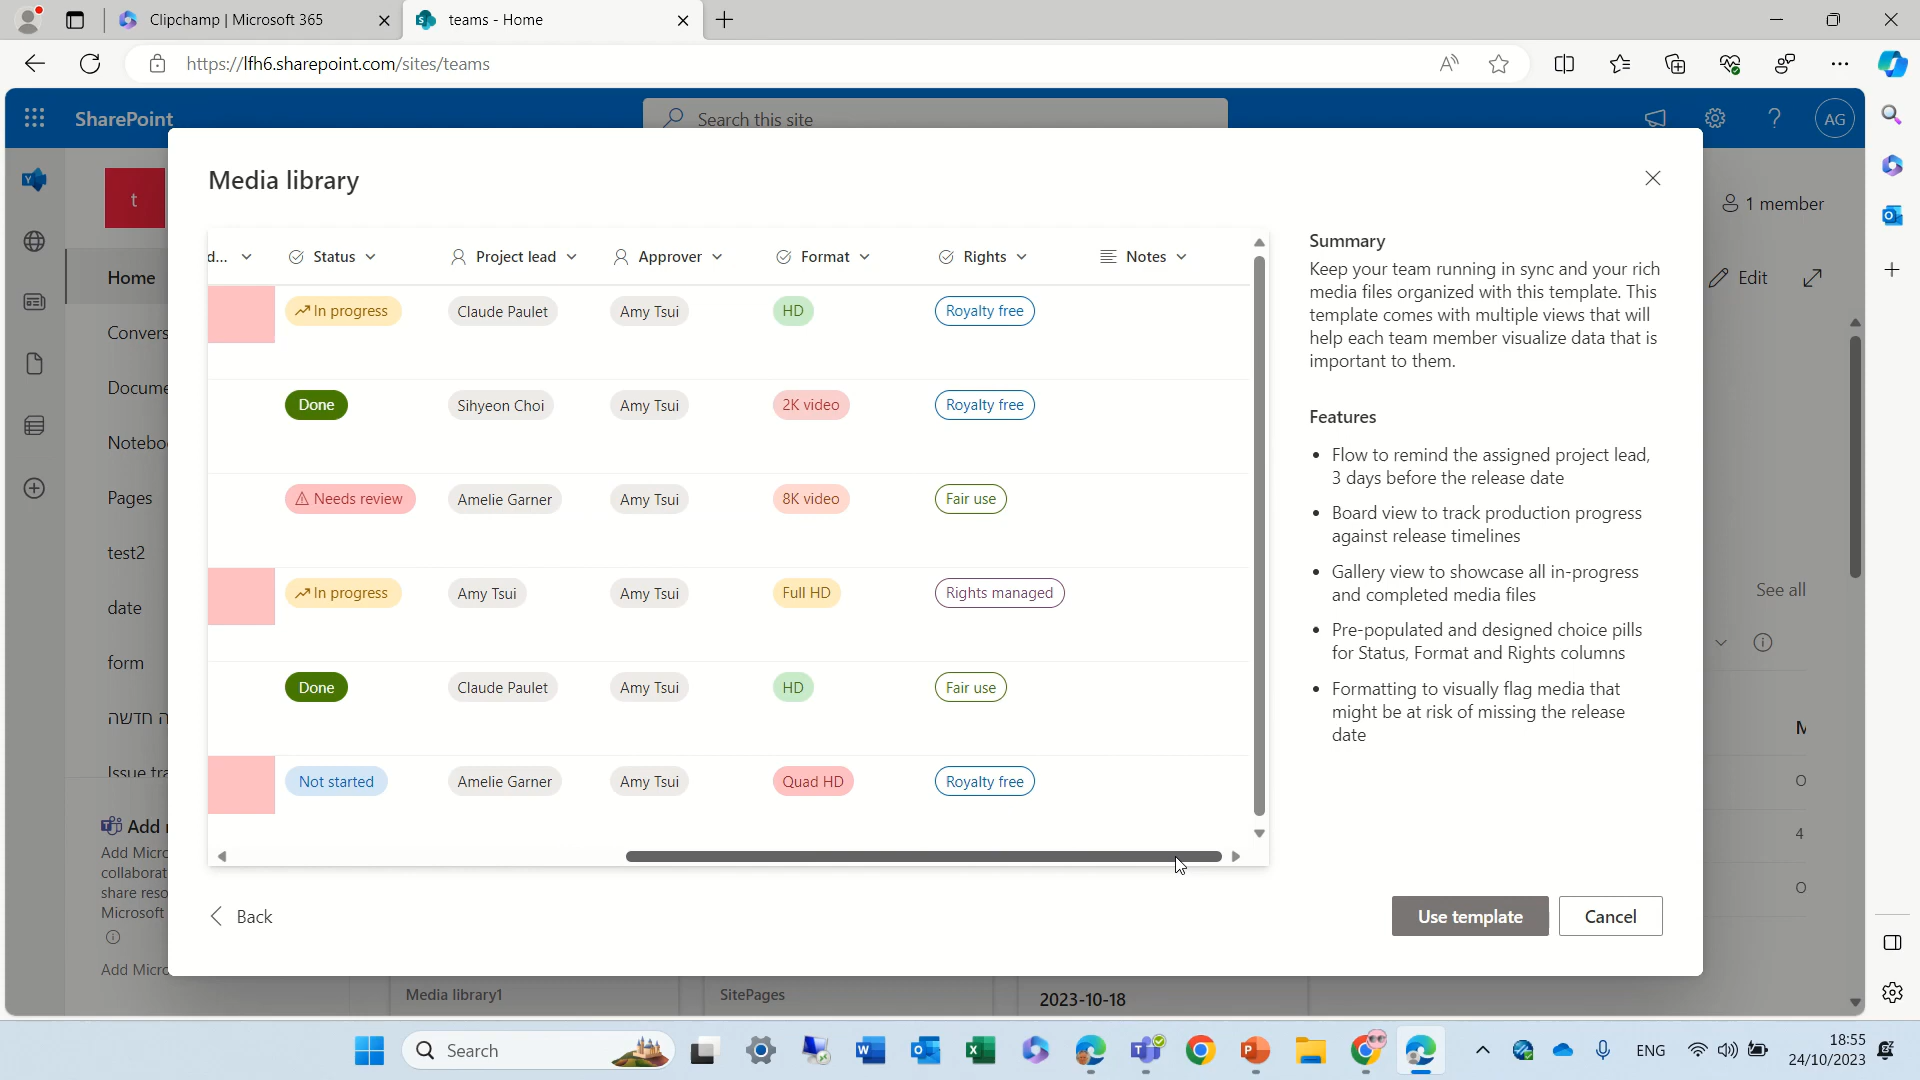 Clipchamp | Microsoft 365
teams - Home
https://lfh6.sharepoint.com/sites/teams
SharePoint
Search this site
AG
Media library
t
1 member
d...
Status
Project lead
Approver
Format
Rights
Notes
Summary
Keep your team running in sync and your rich
media files organized with this template. This
template comes with multiple views that will
help each team member visualize data that is
important to them.
Home
Edit
In progress
Claude Paulet
Amy Tsui
HD
Royalty free
Convers
Docume
Done
Sihyeon Choi
Amy Tsui
2K video
Royalty free
Features
Flow to remind the assigned project lead,
3 days before the release date
Noteboo
Pages
Needs review
Amelie Garner
Amy Tsui
8K video
Fair use
Board view to track production progress
against release timelines
test2
Gallery view to showcase all in-progress
and completed media files
date
In progress
Amy Tsui
Amy Tsui
Full HD
Rights managed
See all
Pre-populated and designed choice pills
for Status, Format and Rights columns
form
Done
Claude Paulet
Amy Tsui
HD
Fair use
Formatting to visually flag media that
might be at risk of missing the release
date
ה חדשה
Issue tra
Not started
Amelie Garner
Amy Tsui
Quad HD
Royalty free
Add
Add Micro
collaborat
share reso
Microsoft
Add Micro
4
Back
Use template
Cancel
Media library1
SitePages
2023-10-18
Search
ENG
18:55
24/10/2023